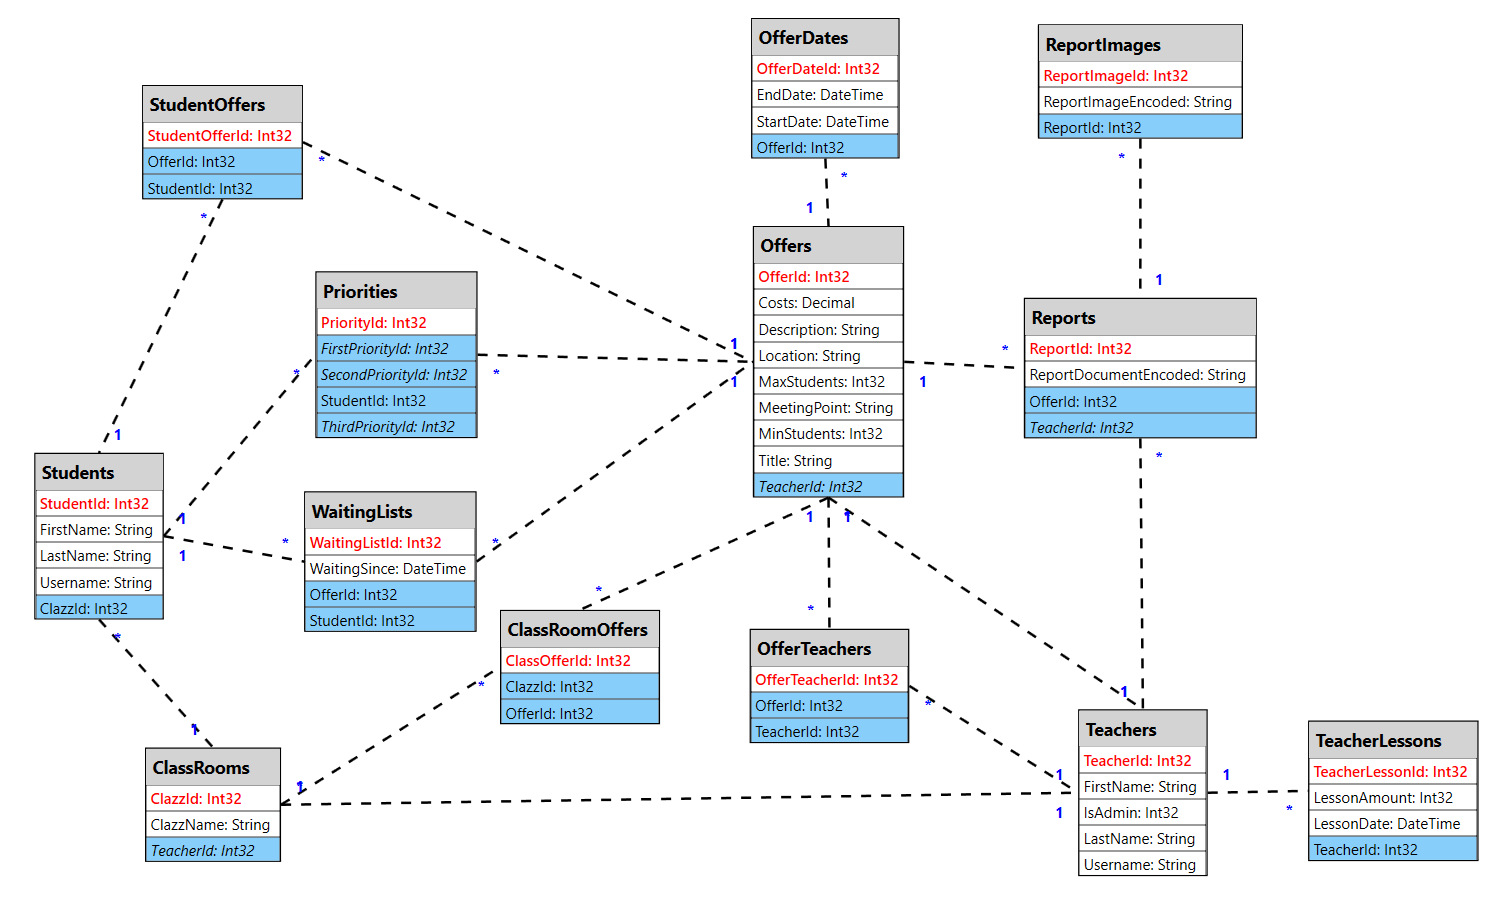 OfferDates
OfferDateId: Int32
EndDate: DateTime
StartDate: DateTime
OfferId: Int32
*
1
ReportImages
ReportImageId: Int32
ReportImageEncoded: String
ReportId: Int32
*
1
StudentOffers
StudentOfferId: Int32
OfferId: Int32
StudentId: Int32
*
*
1
Offers
OfferId: Int32
Costs: Decimal
Description: String
Location: String
MaxStudents: Int32
MeetingPoint: String
MinStudents: Int32
Title: String
TeacherId: Int32
1
1
1
1
1
Priorities
PriorityId: Int32
FirstPriorityId: Int32
SecondPriorityId: Int32
StudentId: Int32
ThirdPriorityId: Int32
*
*
Reports
ReportId: Int32
ReportDocumentEncoded: String
OfferId: Int32
TeacherId: Int32
*
*
Students
StudentId: Int32
FirstName: String
LastName: String
Username: String
ClazzId: Int32
1
1
*
WaitingLists
WaitingListId: Int32
WaitingSince: DateTime
OfferId: Int32
StudentId: Int32
*
*
ClassRoomOffers
ClassOfferId: Int32
ClazzId: Int32
OfferId: Int32
*
*
OfferTeachers
OfferTeacherId: Int32
OfferId: Int32
TeacherId: Int32
*
*
Teachers
TeacherId: Int32
FirstName: String
IsAdmin: Int32
LastName: String
Username: String
1
1
1
1
TeacherLessons
TeacherLessonId: Int32
LessonAmount: Int32
LessonDate: DateTime
TeacherId: Int32
*
ClassRooms
ClazzId: Int32
ClazzName: String
TeacherId: Int32
1
1